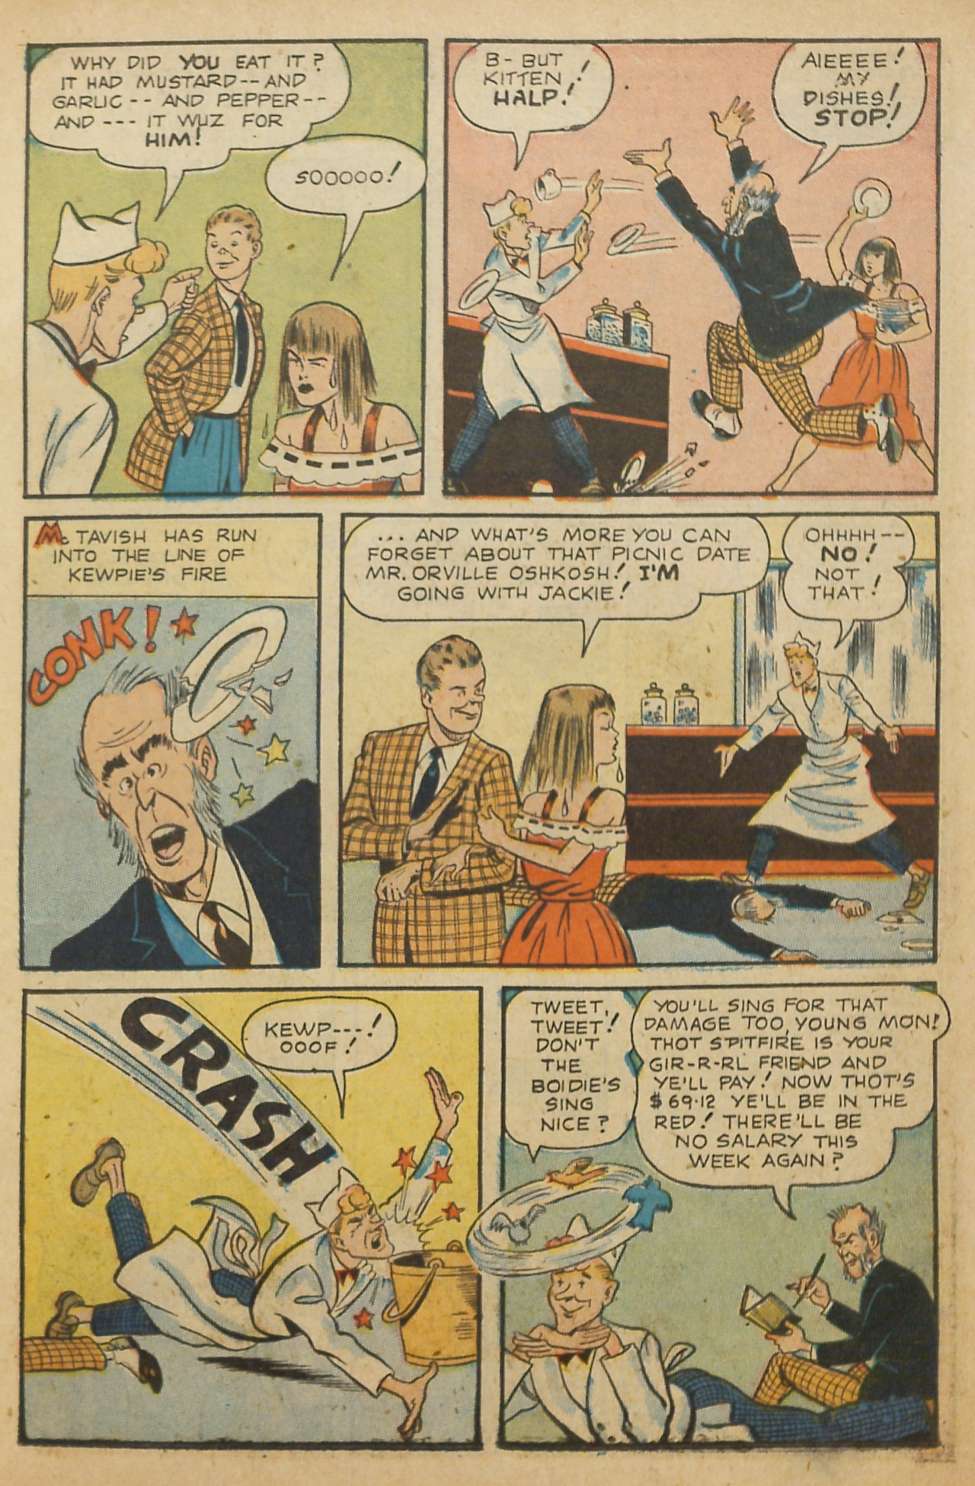 WHY DID YOU EAT IT?
IT HAD MUSTARD--AND
GARLIC-- AND PEPPER--
AND--- IT WUZ FOR
HIM!
SOOOOO!
B- BUT
KITTEN!
HALP!
AIEEEE!
MY
DISHES!
STOP!
Mc TAVISH HAS RUN
INTO THE LINE OF
KEWPIE'S FIRE
CONK!
... AND WHAT'S MORE YOU CAN
FORGET ABOUT THAT PICNIC DATE
MR. ORVILLE OSHKOSH! I'M
GOING WITH JACKIE!
OHHHH--
NO!
NOT
THAT!
CRASH
KEWP---!
OOOF!
TWEET,
TWEET!
DON'T
THE
BOIDIE'S
SING
NICE?
YOU'LL SING FOR THAT
DAMAGE TOO, YOUNG MON!
THOT SPITFIRE IS YOUR
GIR-R-RL FRIEND AND
YE'LL PAY! NOW THOT'S
$69.12 YE'LL BE IN THE
RED! THERE'LL BE
NO SALARY THIS
WEEK AGAIN?